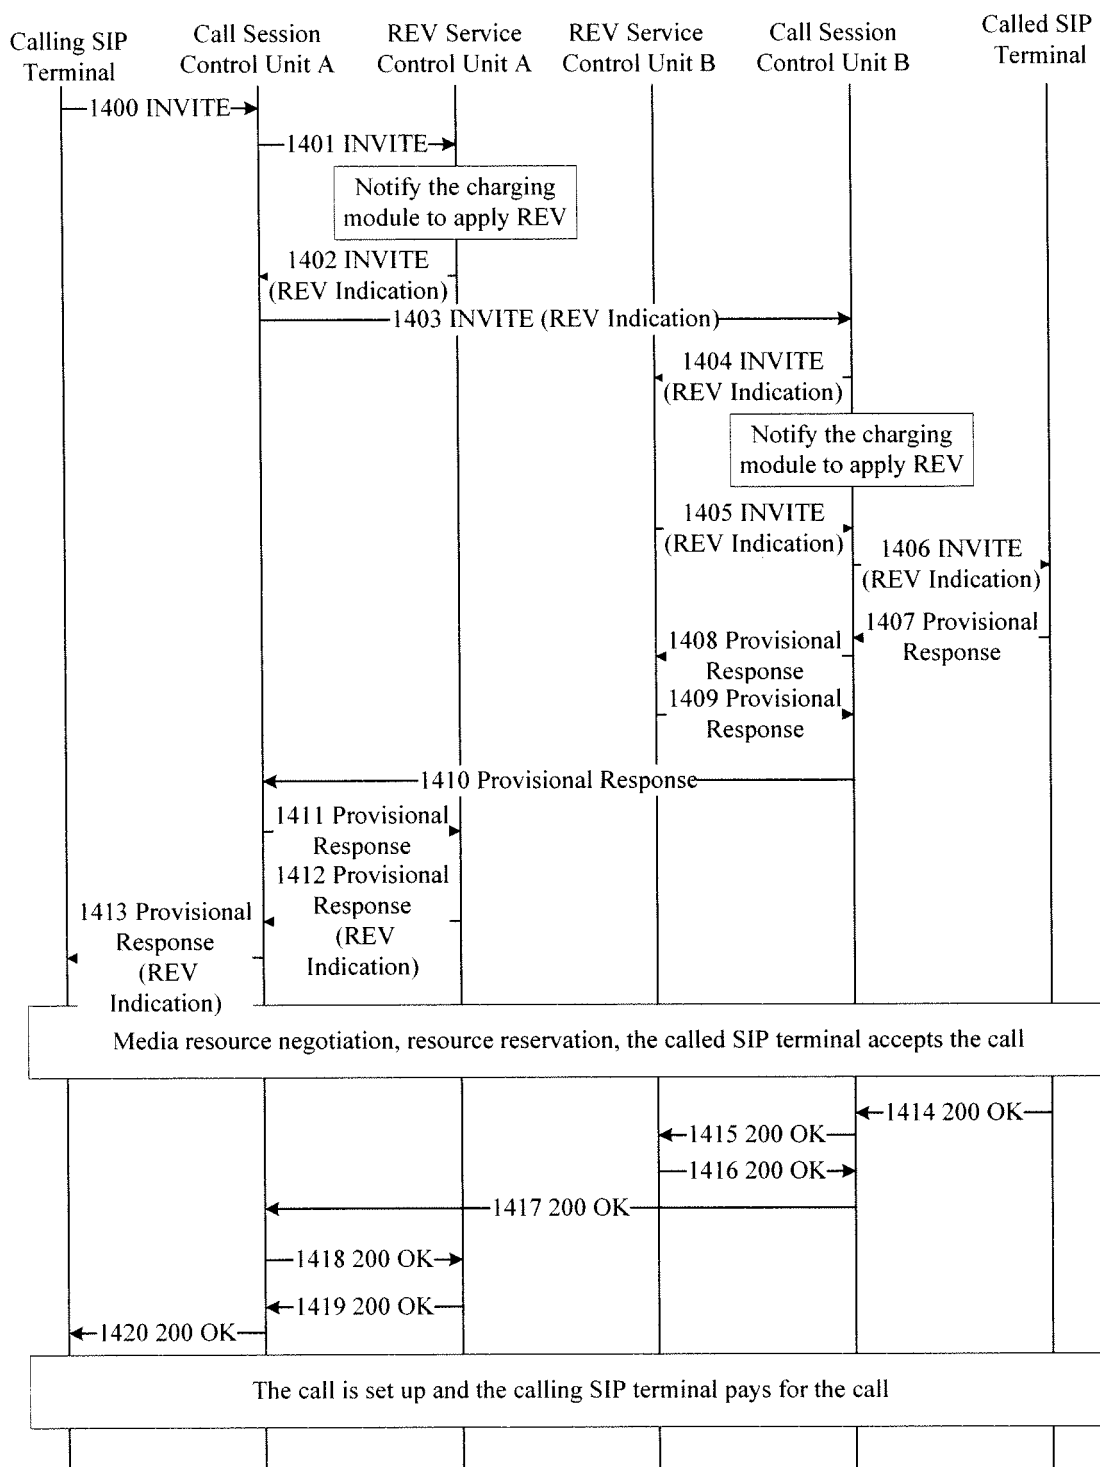 Calling SIP
Terminal
Call Session
Control Unit A
REV Service
Control Unit A
REV Service
Control Unit B
Call Session
Control Unit B
Called SIP
Terminal
1400 INVITE
1401 INVITE
Notify the charging
module to apply REV
1402 INVITE
(REV Indication)
1403 INVITE (REV Indication)
1404 INVITE
(REV Indication)
Notify the charging
module to apply REV
1405 INVITE
(REV Indication)
1406 INVITE
(REV Indication)
1407 Provisional
Response
1408 Provisional
Response
1409 Provisional
Response
1410 Provisional Response
1411 Provisional
Response
1412 Provisional
Response
(REV
Indication)
1413 Provisional
Response
(REV
Indication)
Media resource negotiation, resource reservation, the called SIP terminal accepts the call
1414 200 OK
1415 200 OK
1416 200 OK
1417 200 OK
1418 200 OK
1419 200 OK
1420 200 OK
The call is set up and the calling SIP terminal pays for the call